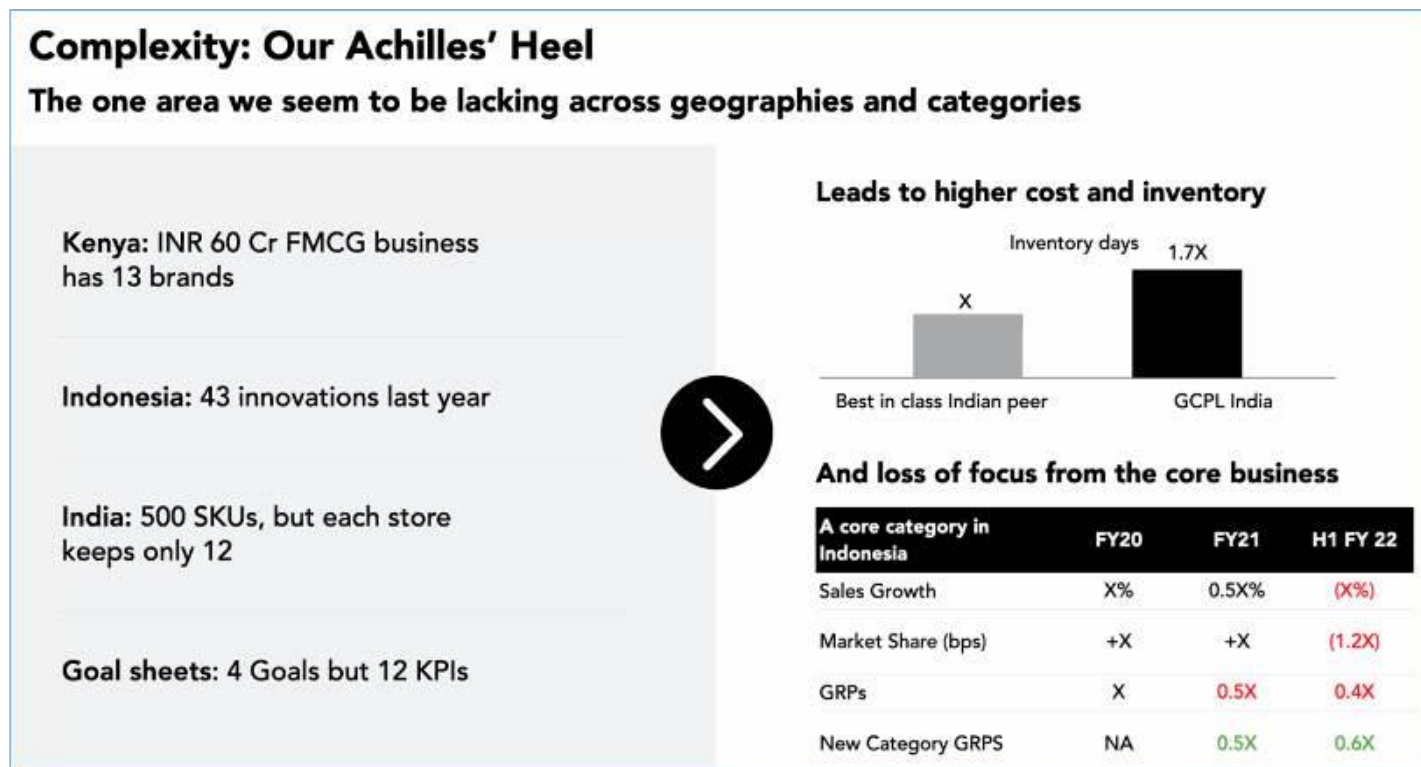 Complexity: Our Achilles’ Heel
The one area we seem to be lacking across geographies and categories
Kenya: INR 60 Cr FMCG business
has 13 brands
Indonesia: 43 innovations last year
India: 500 SKUs, but each store
keeps only 12
Goal sheets: 4 Goals but 12 KPIs
Leads to higher cost and inventory
Inventory days
1.7X
X
Best in class Indian peer GCPL India
And loss of focus from the core business
A core category in
Indonesia FY20 FY21 H1 FY 22
Sales Growth X% 0.5X% (X%)
Market Share (bps) +X +X (1.2X)
GRPs X 0.5X 0.4X
New Category GRPS NA 0.5X 0.6X